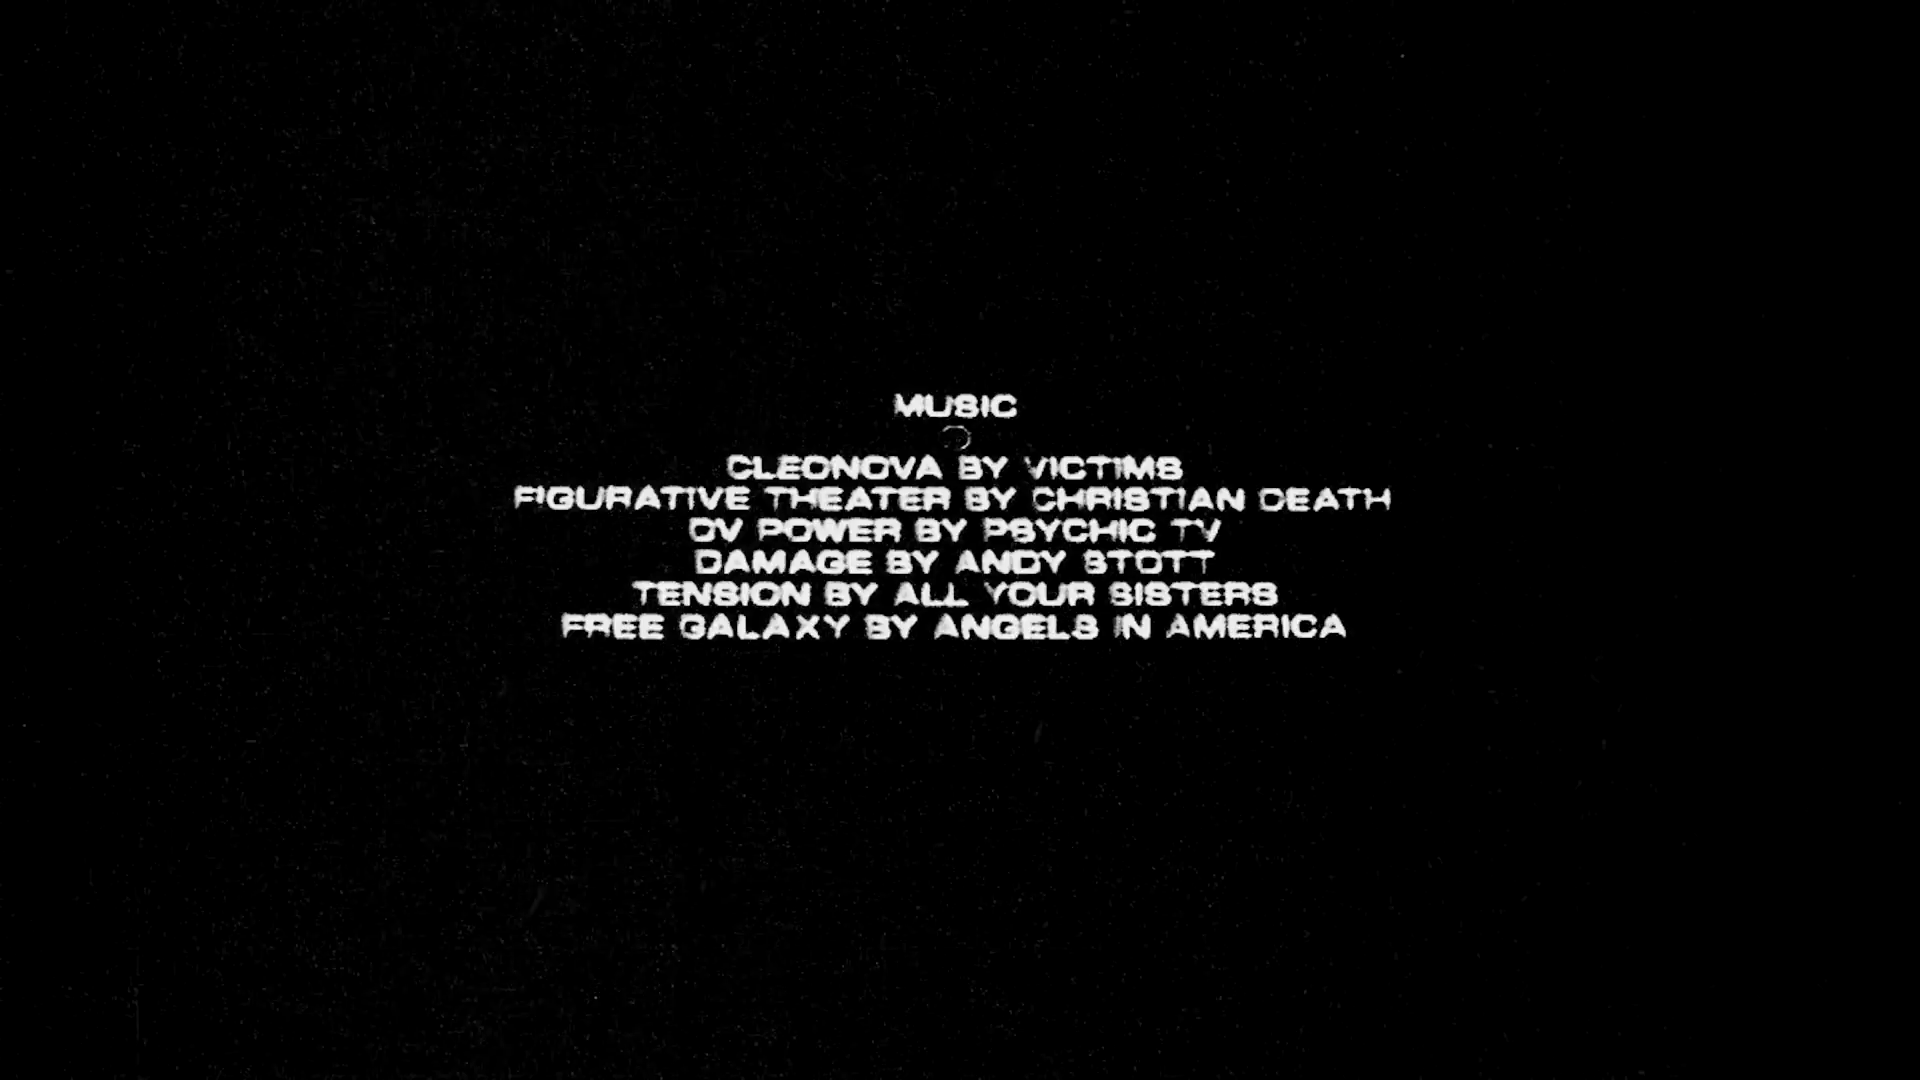 MUSIC
CLEONOVA BY VICTIMS
FIGURATIVE THEATER BY CHRISTIAN DEATH
OV POWER BY PSYCHIC TV
DAMAGE BY ANDY STOTT
TENSION BY ALL YOUR SISTERS
FREE GALAXY BY ANGELS IN AMERICA